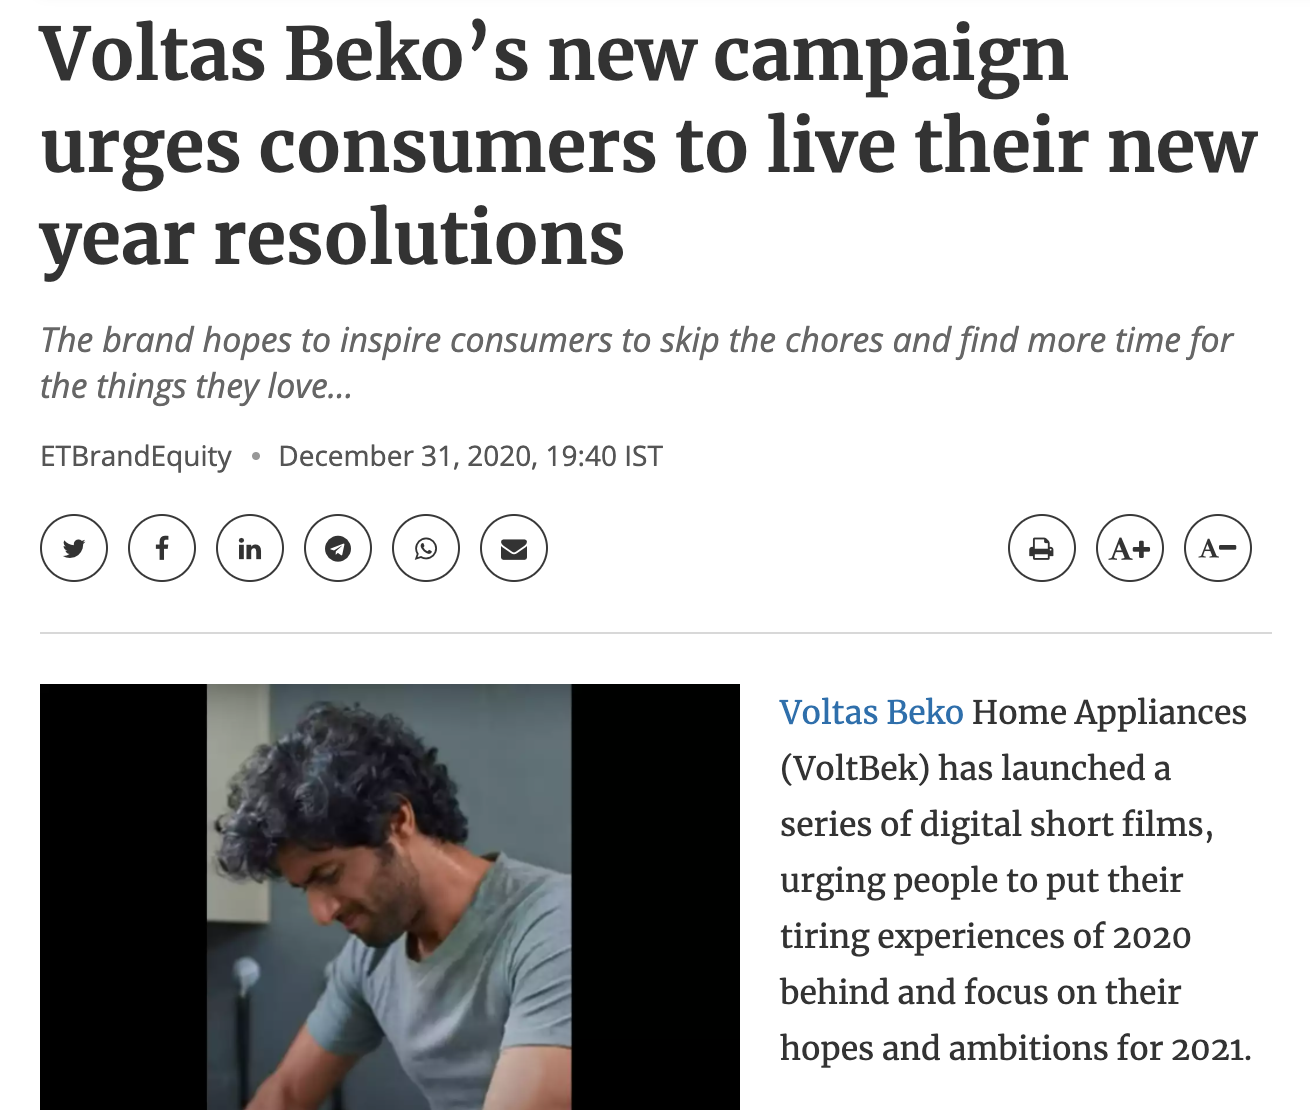 Voltas Beko’s new campaign
urges consumers to live their new
year resolutions
The brand hopes to inspire consumers to skip the chores and find more time for
the things they love...
ETBrandEquity • December 31, 2020, 19:40 IST
A+ A-
Voltas Beko Home Appliances
(VoltBek) has launched a
series of digital short films,
urging people to put their
tiring experiences of 2020
behind and focus on their
hopes and ambitions for 2021.